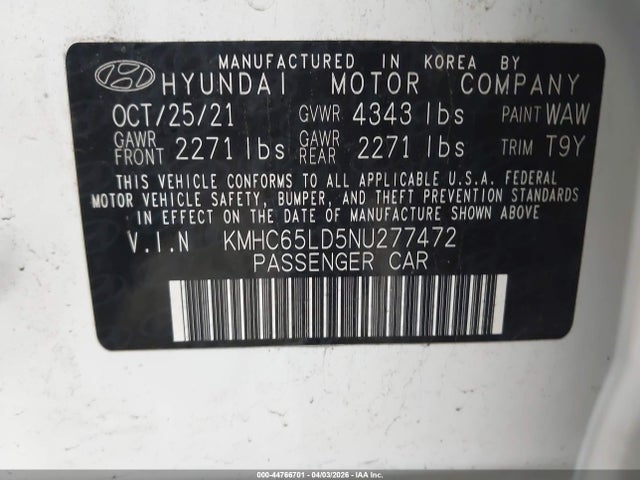 MANUFACTURED IN KOREA BY
HYUNDAI MOTOR COMPANY
OCT/25/21 GVWR 4343 lbs PAINT WAW
GAWR FRONT 2271 lbs GAWR REAR 2271 lbs TRIM T9Y
THIS VEHICLE CONFORMS TO ALL APPLICABLE U.S.A. FEDERAL
MOTOR VEHICLE SAFETY, BUMPER, AND THEFT PREVENTION STANDARDS
IN EFFECT ON THE DATE OF MANUFACTURE SHOWN ABOVE.
V.I.N KMHC65LD5NU277472
PASSENGER CAR
000-44766701 - 04/03/2026 - 0000085437